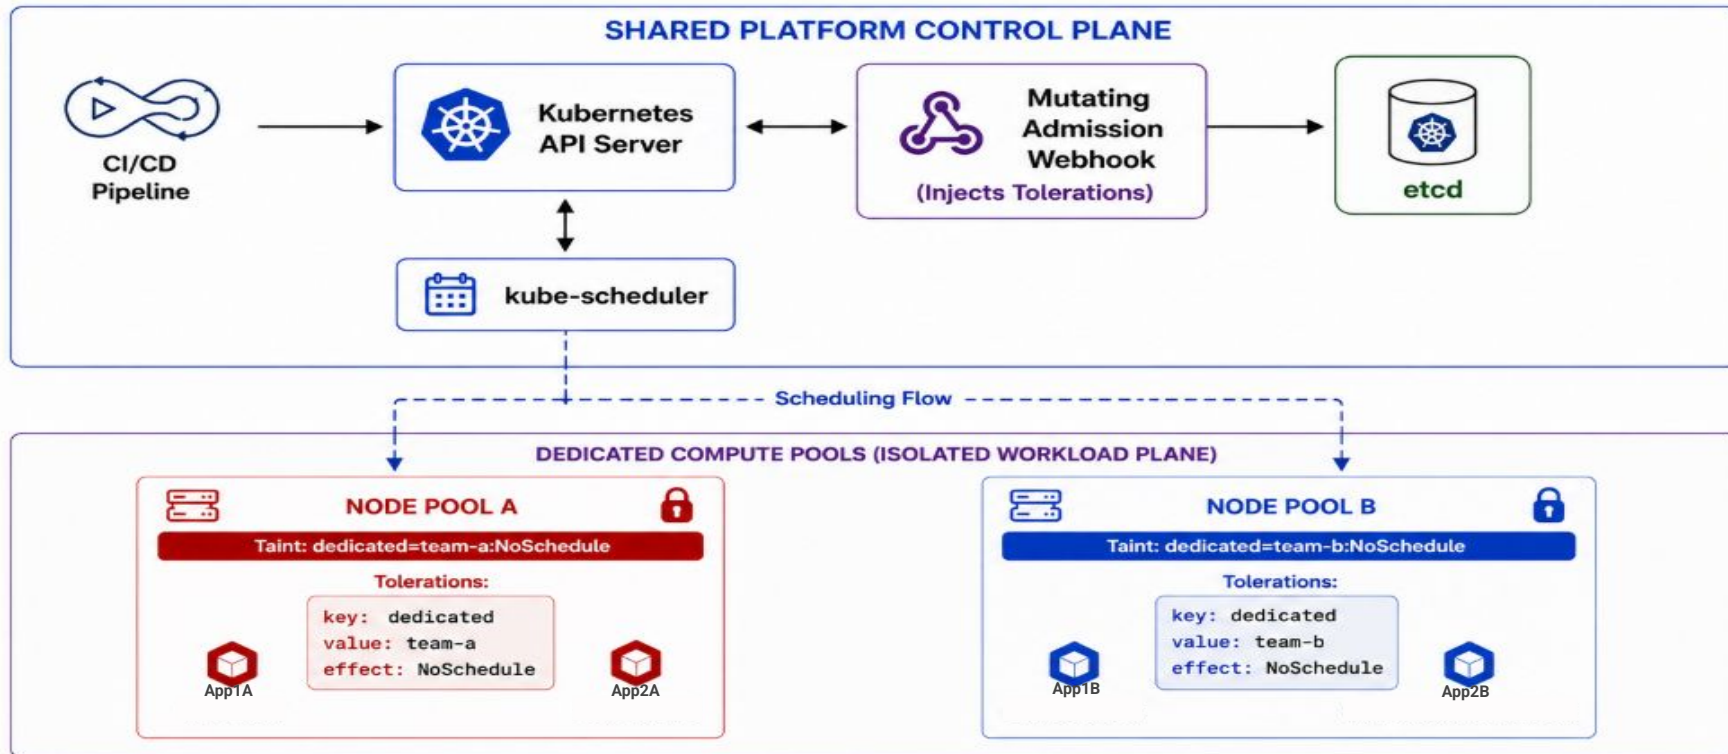 SHARED PLATFORM CONTROL PLANE
CI/CD
Pipeline
Kubernetes
API Server
Mutating
Admission
Webhook
(Injects Tolerations)
etcd
kube-scheduler
Scheduling Flow
DEDICATED COMPUTE POOLS (ISOLATED WORKLOAD PLANE)
NODE POOL A
Taint: dedicated=team-a:NoSchedule
Tolerations:
key: dedicated
value: team-a
effect: NoSchedule
App1A
App2A
NODE POOL B
Taint: dedicated=team-b:NoSchedule
Tolerations:
key: dedicated
value: team-b
effect: NoSchedule
App1B
App2B